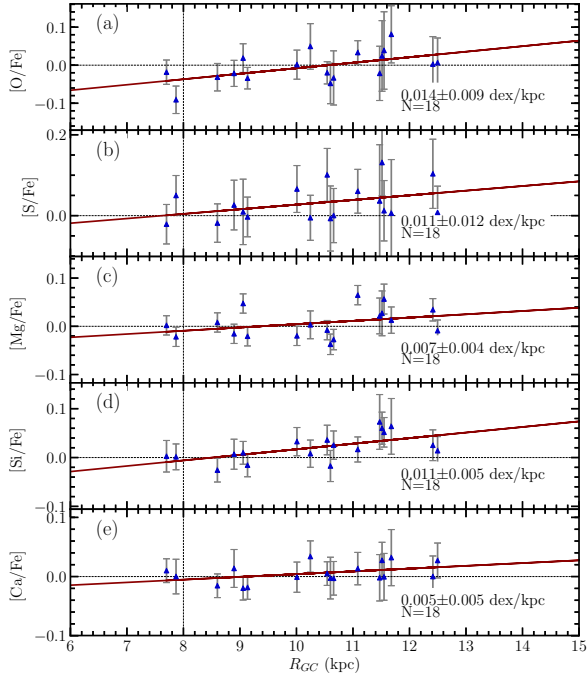 (a)
[O/Fe]
0.1
0.0
−0.1
0.014±0.009 dex/kpc
N=18
(b)
[S/Fe]
0.2
0.0
0.011±0.012 dex/kpc
N=18
(c)
[Mg/Fe]
0.1
0.0
−0.1
0.007±0.004 dex/kpc
N=18
(d)
[Si/Fe]
0.1
0.0
−0.1
0.011±0.005 dex/kpc
N=18
(e)
[Ca/Fe]
0.1
0.0
−0.1
0.005±0.005 dex/kpc
N=18
6 7 8 9 10 11 12 13 14 15
R_GC (kpc)